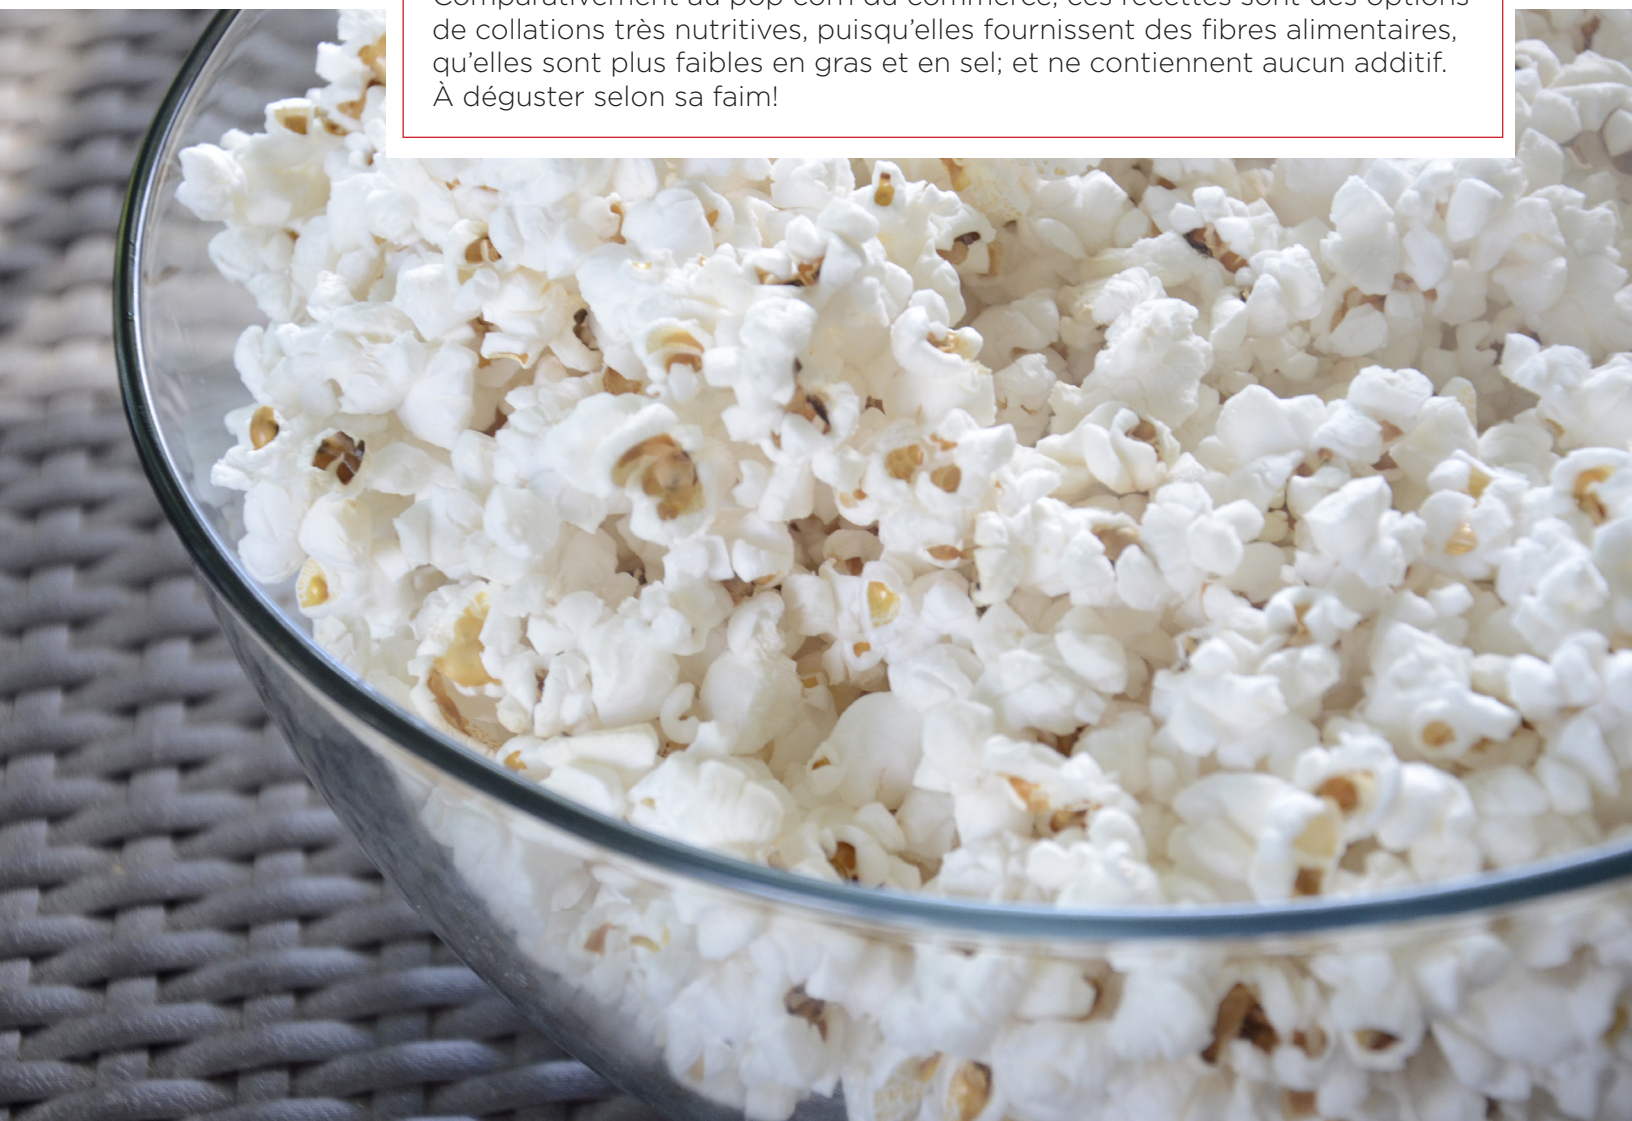 Comparativement au pop-corn du commerce, ces recettes sont des options
de collations très nutritives, puisqu’elles fournissent des fibres alimentaires,
qu’elles sont plus faibles en gras et en sel; et ne contiennent aucun additif.
À déguster selon sa faim!